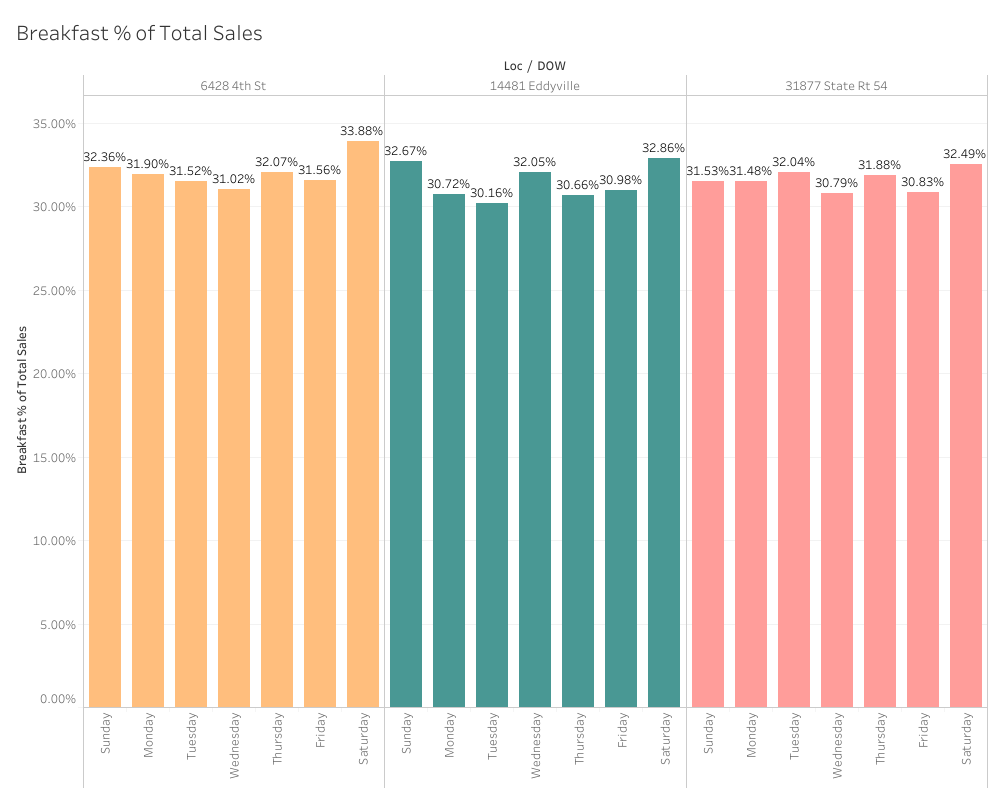 Breakfast % of Total Sales
Loc / DOW
6428 4th St 14481 Eddyville 31877 State Rt 54
Breakfast % of Total Sales
35.00%
30.00%
25.00%
20.00%
15.00%
10.00%
5.00%
0.00%
32.36% 31.90% 31.52% 31.02% 32.07% 31.56% 33.88%
32.67% 30.72% 30.16% 32.05% 30.66% 30.98% 32.86%
31.53% 31.48% 32.04% 30.79% 31.88% 30.83% 32.49%
Sunday Monday Tuesday Wednesday Thursday Friday Saturday
Sunday Monday Tuesday Wednesday Thursday Friday Saturday
Sunday Monday Tuesday Wednesday Thursday Friday Saturday